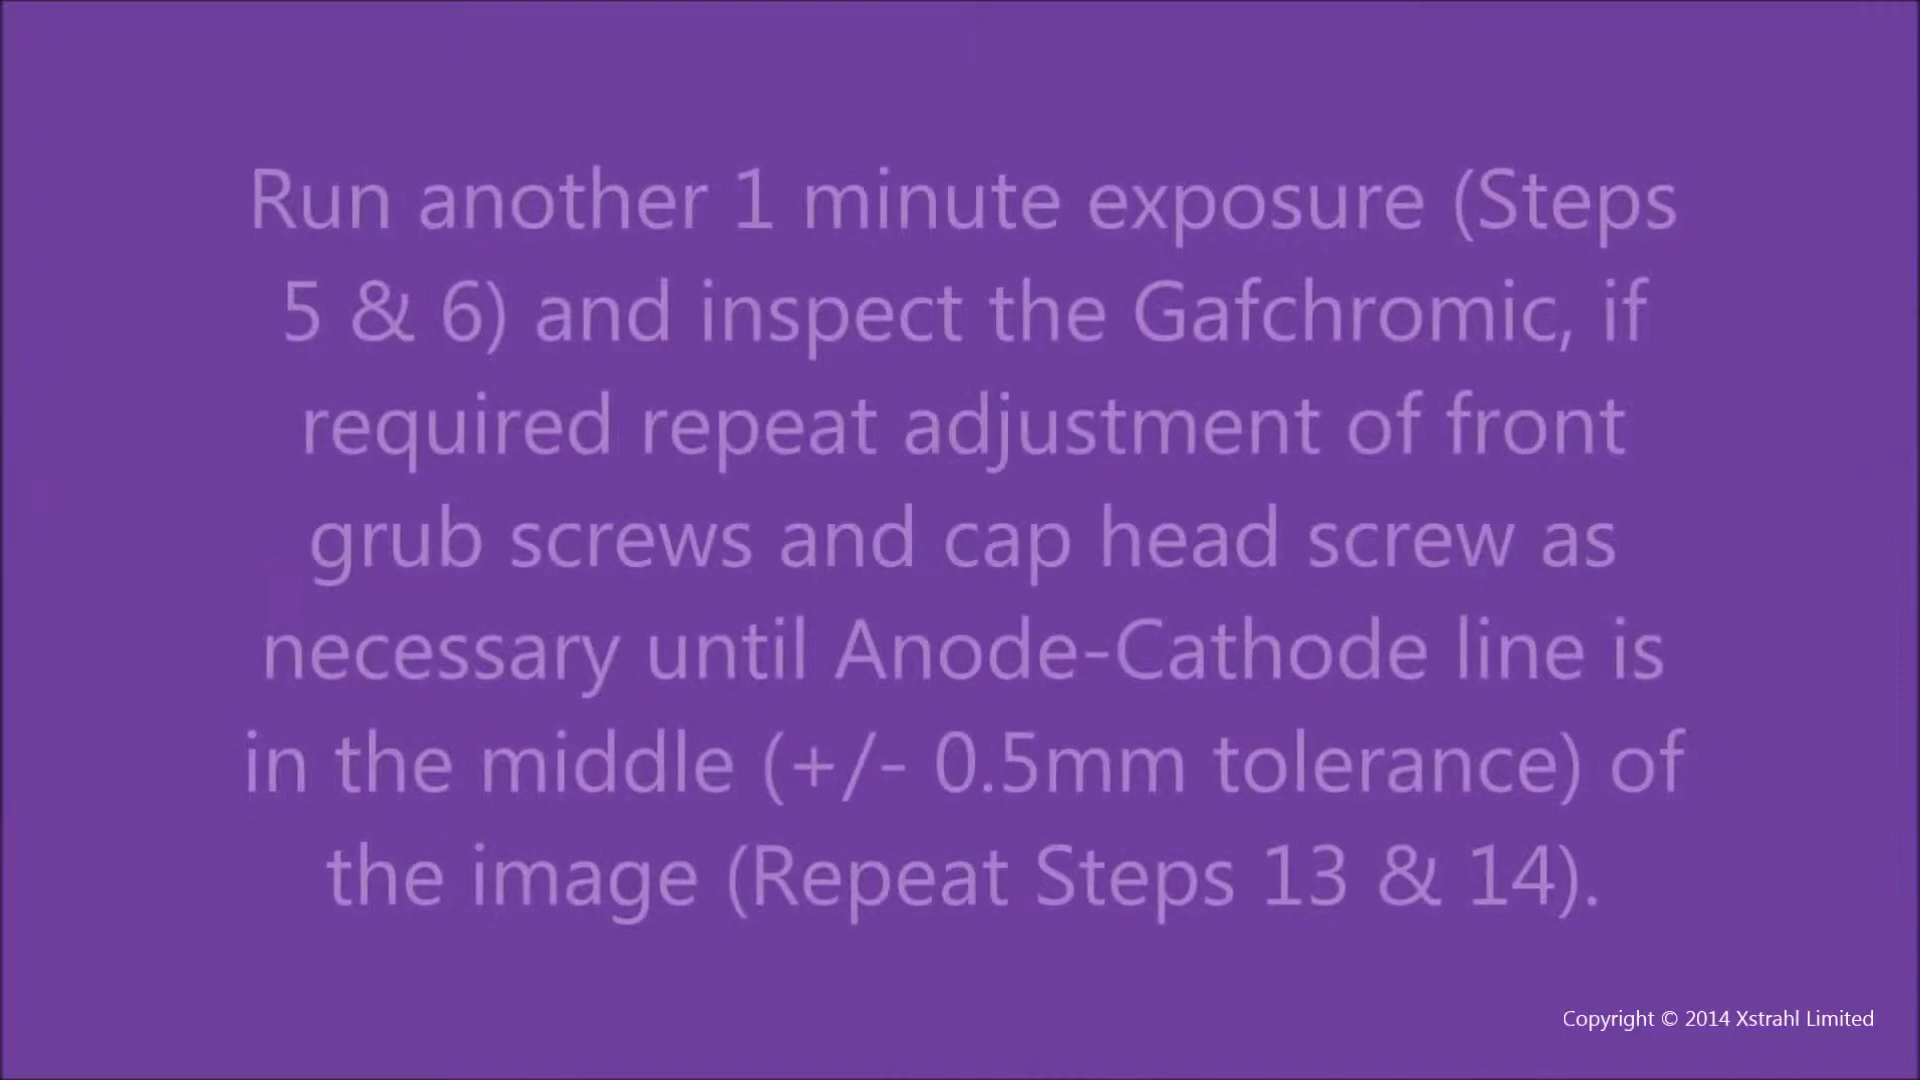 Run another 1 minute exposure (Steps
5 & 6) and inspect the Gafchromic, if
required repeat adjustment of front
grub screws and cap head screw as
necessary until Anode-Cathode line is
in the middle (+/- 0.5mm tolerance) of
the image (Repeat Steps 13 & 14).
Copyright © 2014 Xstrahl Limited